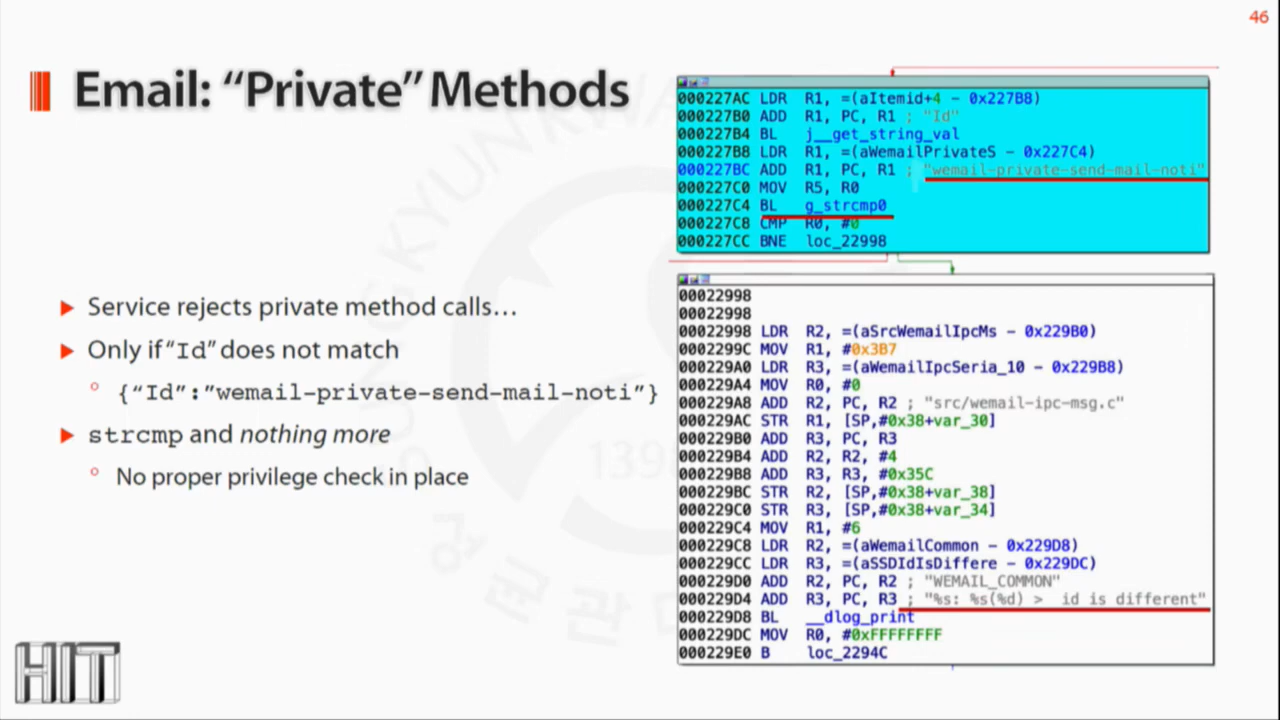 46
Email: “Private” Methods
Service rejects private method calls…
Only if “Id” does not match
{“Id”:”wemail-private-send-mail-noti”}
strcmp and nothing more
No proper privilege check in place
000227AC LDR R1, =(aItemid+4 - 0x227B8)
000227B0 ADD R1, PC, R1 ; "Id"
000227B4 BL j__get_string_val
000227B8 LDR R1, =(aWemailPrivateS - 0x227C4)
000227BC ADD R1, PC, R1 ; "wemail-private-send-mail-noti"
000227C0 MOV R5, R0
000227C4 BL g_strcmp0
000227C8 CMP R0, #0
000227CC BNE loc_22998
00022998
00022998
00022998 LDR R2, =(aSrcWemailIpcMs - 0x229B0)
0002299C MOV R1, #0x3B7
000229A0 LDR R3, =(aWemailIpcSeria_10 - 0x229B8)
000229A4 MOV R0, #0
000229A8 ADD R2, PC, R2 ; "src/wemail-ipc-msg.c"
000229AC STR R1, [SP,#0x38+var_30]
000229B0 ADD R3, PC, R3
000229B4 ADD R2, R2, #4
000229B8 ADD R3, R3, #0x35C
000229BC STR R2, [SP,#0x38+var_38]
000229C0 STR R3, [SP,#0x38+var_34]
000229C4 MOV R1, #6
000229C8 LDR R2, =(aWemailCommon - 0x229D8)
000229CC LDR R3, =(aSSDIdIsDiffere - 0x229DC)
000229D0 ADD R2, PC, R2 ; "WEMAIL_COMMON"
000229D4 ADD R3, PC, R3 ; "%s: %s(%d) > id is different"
000229D8 BL __dlog_print
000229DC MOV R0, #0xFFFFFFFF
000229E0 B loc_2294C
HIT